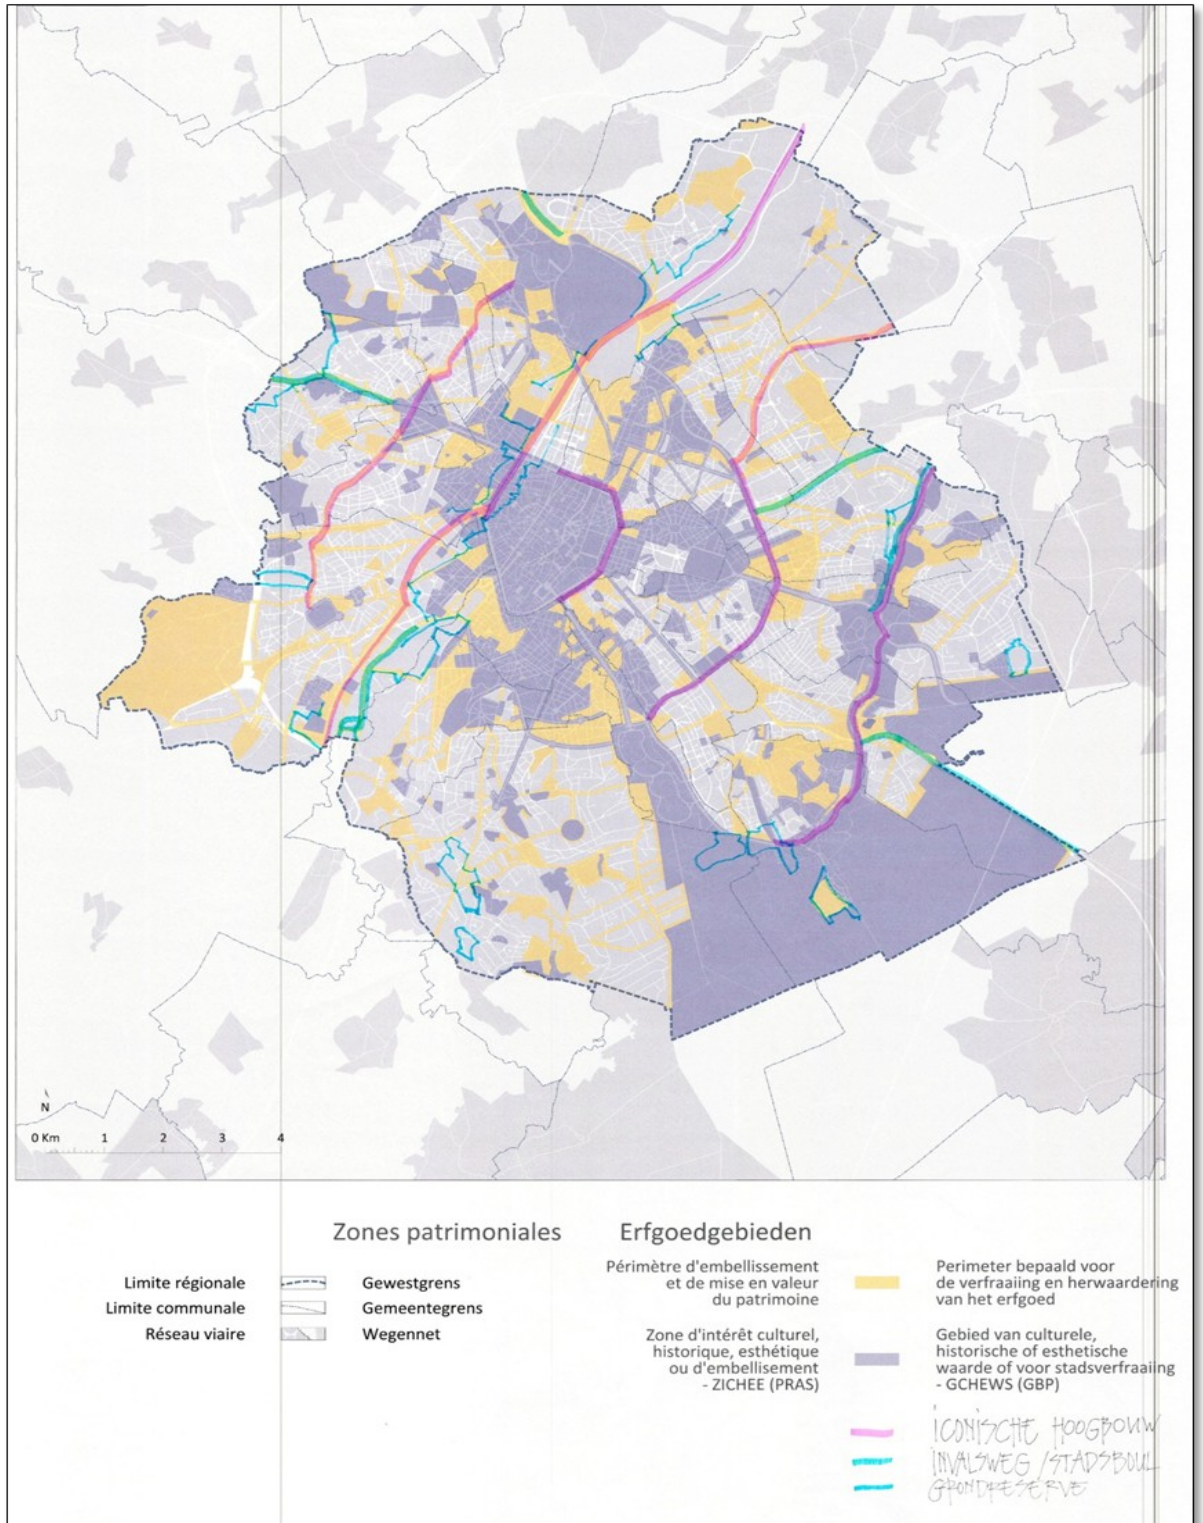 N
0 Km 1 2 3 4
Zones patrimoniales Erfgoedgebieden
Limite régionale Gewestgrens
Limite communale Gemeentegrens
Réseau viaire Wegennet
Périmètre d'embellissement
et de mise en valeur
du patrimoine
Perimeter bepaald voor
de verfraaiing en herwaardering
van het erfgoed
Zone d'intérêt culturel,
historique, esthétique
ou d'embellisement
- ZICHEE (PRAS)
Gebied van culturele,
historische of esthetische
waarde of voor stadsverfraaiing
- GCHEWS (GBP)
ICONISCHE HOOGBOUW
INVALSWEG / STADSBOUL
GRONDRESERVE